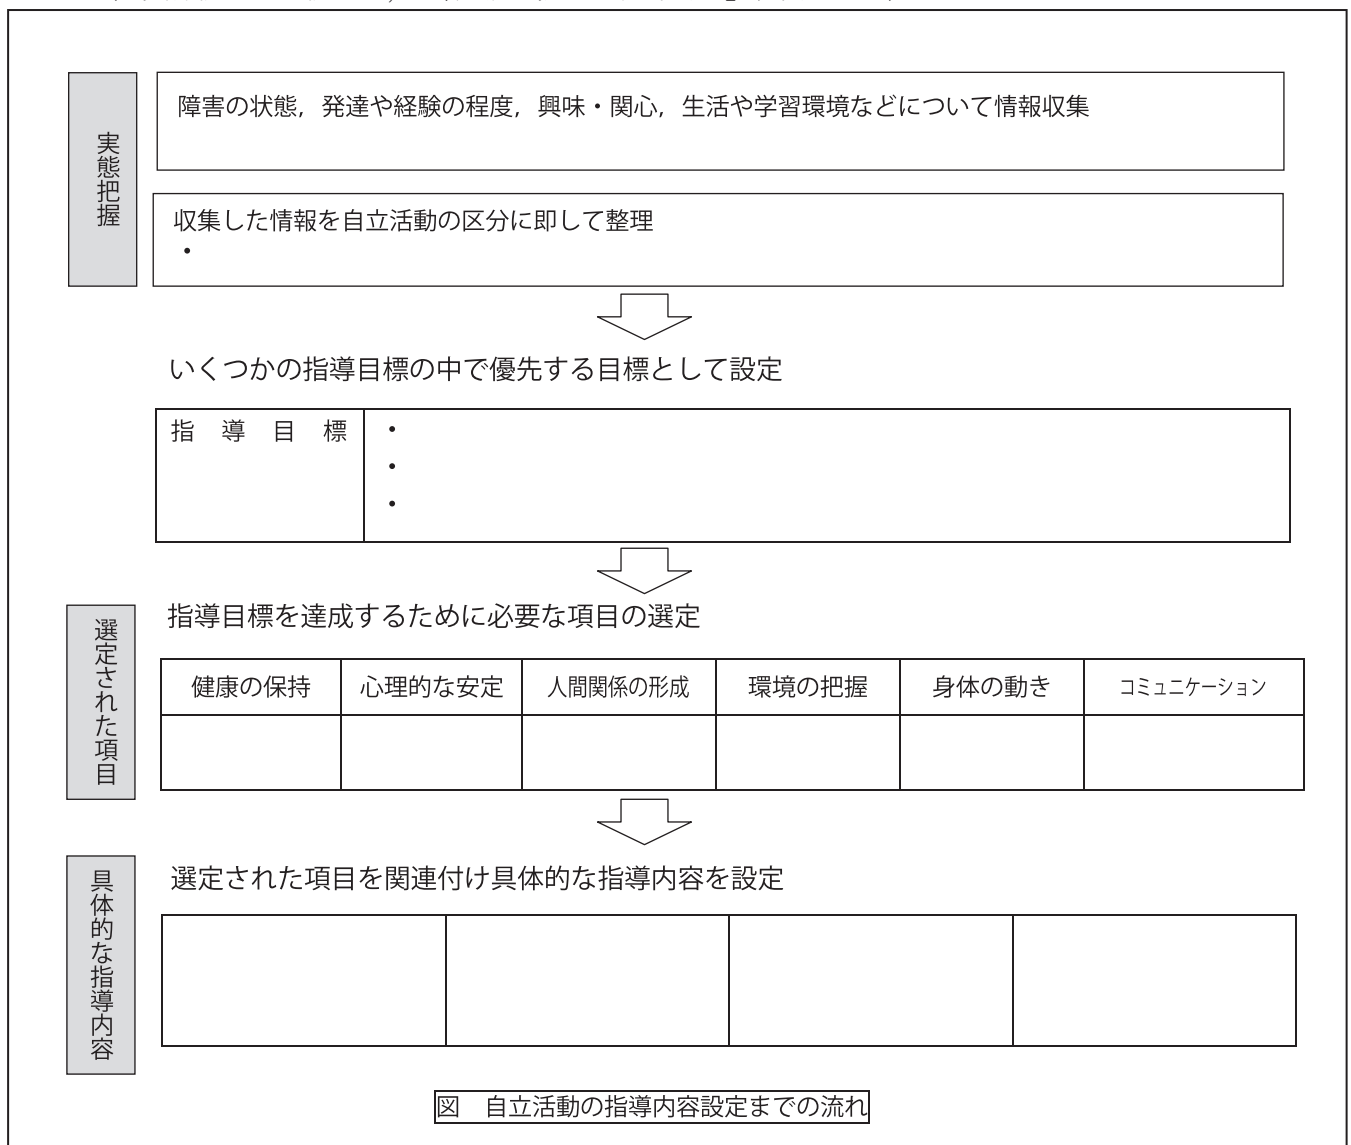 実態把握
障害の状態，発達や経験の程度，興味・関心，生活や学習環境などについて情報収集
収集した情報を自立活動の区分に即して整理
・
いくつかの指導目標の中で優先する目標として設定
指　導　目　標
・
・
・
選定された項目
指導目標を達成するために必要な項目の選定
健康の保持　心理的な安定　人間関係の形成　環境の把握　身体の動き　コミュニケーション
具体的な指導内容
選定された項目を関連付け具体的な指導内容を設定
図　自立活動の指導内容設定までの流れ